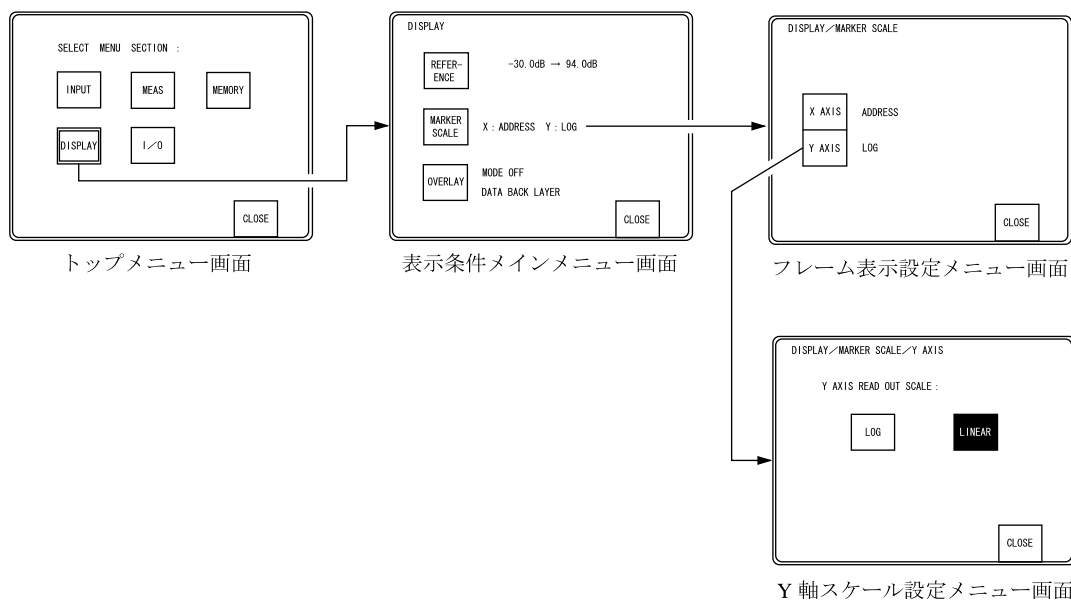 SELECT MENU SECTION :
INPUT
MEAS
MEMORY
DISPLAY
I／O
CLOSE
トップメニュー画面
DISPLAY
REFER-
ENCE
-30.0dB → 94.0dB
MARKER
SCALE
X : ADDRESS Y : LOG
OVERLAY
MODE OFF
DATA BACK LAYER
CLOSE
表示条件メインメニュー画面
DISPLAY／MARKER SCALE
X AXIS
ADDRESS
Y AXIS
LOG
CLOSE
フレーム表示設定メニュー画面
DISPLAY／MARKER SCALE／Y AXIS
Y AXIS READ OUT SCALE :
LOG
LINEAR
CLOSE
Y 軸スケール設定メニュー画面